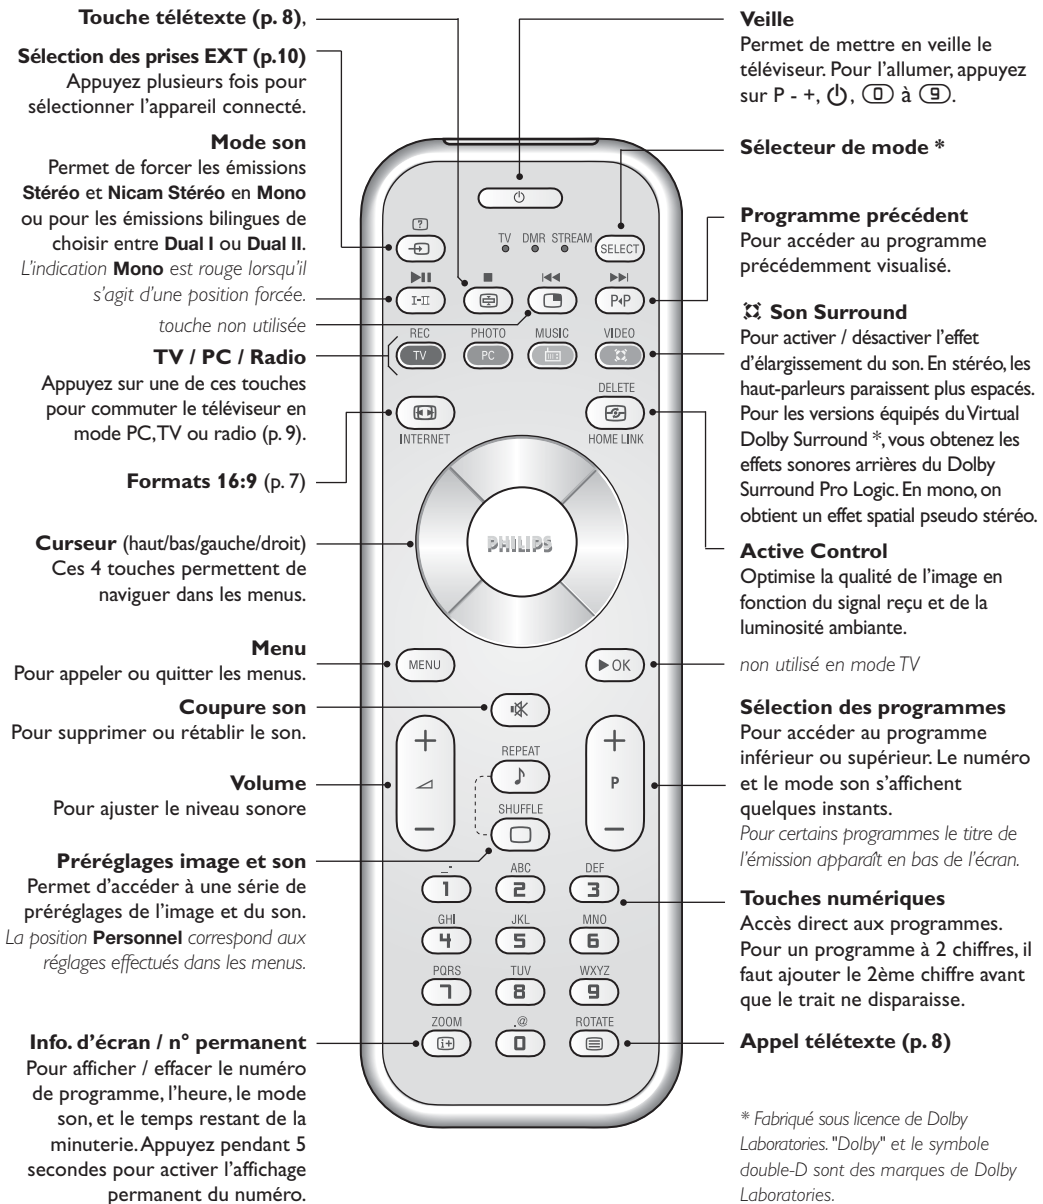 Touche télétexte (p. 8),
Sélection des prises EXT (p.10)
Appuyez plusieurs fois pour
sélectionner l'appareil connecté.
Mode son
Permet de forcer les émissions
Stéréo et Nicam Stéréo en Mono
ou pour les émissions bilingues de
choisir entre Dual I ou Dual II.
L'indication Mono est rouge lorsqu'il
s'agit d'une position forcée.
touche non utilisée
TV / PC / Radio
Appuyez sur une de ces touches
pour commuter le téléviseur en
mode PC, TV ou radio (p. 9).
Formats 16:9 (p. 7)
Curseur (haut/bas/gauche/droit)
Ces 4 touches permettent de
naviguer dans les menus.
Menu
Pour appeler ou quitter les menus.
Coupure son
Pour supprimer ou rétablir le son.
Volume
Pour ajuster le niveau sonore
Préréglages image et son
Permet d'accéder à une série de
préréglages de l'image et du son.
La position Personnel correspond aux
réglages effectués dans les menus.
Info. d'écran / n° permanent
Pour afficher / effacer le numéro
de programme, l'heure, le mode
son, et le temps restant de la
minuterie. Appuyez pendant 5
secondes pour activer l'affichage
permanent du numéro.
TV DMR STREAM
SELECT
I-II
P◂P
REC PHOTO MUSIC VIDEO
TV PC
DELETE
INTERNET HOME LINK
PHILIPS
MENU
►OK
+ +
REPEAT
P
SHUFFLE
− −
_- ABC DEF
1 2 3
GHI JKL MNO
4 5 6
PQRS TUV WXYZ
7 8 9
ZOOM .@ ROTATE
i+ 0
Veille
Permet de mettre en veille le
téléviseur. Pour l'allumer, appuyez
sur P - +, ⏻, 0 à 9.
Sélecteur de mode *
Programme précédent
Pour accéder au programme
précédemment visualisé.
Son Surround
Pour activer / désactiver l'effet
d'élargissement du son. En stéréo, les
haut-parleurs paraissent plus espacés.
Pour les versions équipés du Virtual
Dolby Surround *, vous obtenez les
effets sonores arrières du Dolby
Surround Pro Logic. En mono, on
obtient un effet spatial pseudo stéréo.
Active Control
Optimise la qualité de l'image en
fonction du signal reçu et de la
luminosité ambiante.
non utilisé en mode TV
Sélection des programmes
Pour accéder au programme
inférieur ou supérieur. Le numéro
et le mode son s'affichent
quelques instants.
Pour certains programmes le titre de
l'émission apparaît en bas de l'écran.
Touches numériques
Accès direct aux programmes.
Pour un programme à 2 chiffres, il
faut ajouter le 2ème chiffre avant
que le trait ne disparaisse.
Appel télétexte (p. 8)
* Fabriqué sous licence de Dolby
Laboratories. "Dolby" et le symbole
double-D sont des marques de Dolby
Laboratories.